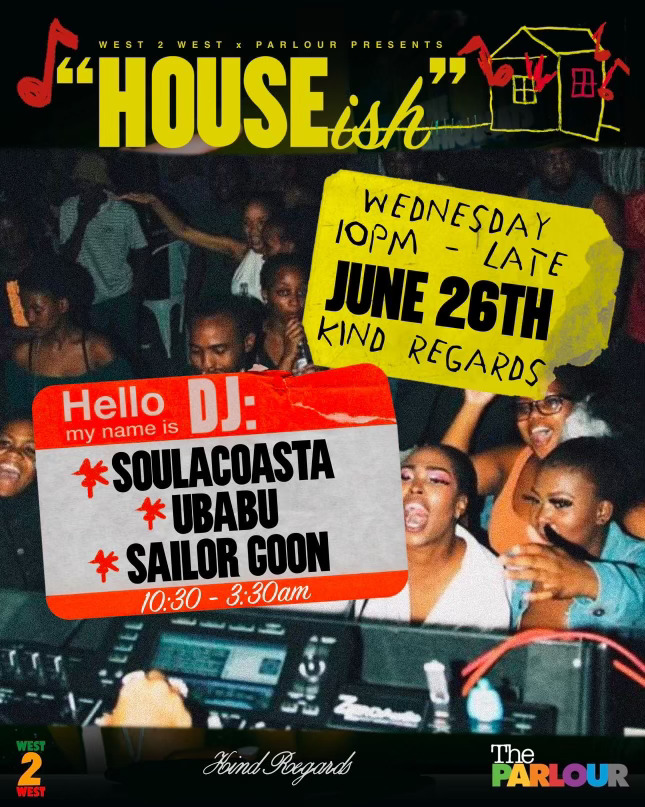 WEST 2 WEST x PARLOUR PRESENTS
“HOUSEish”
WEDNESDAY
10PM - LATE
JUNE 26TH
KIND REGARDS
Hello
my name is DJ:
SOULACOASTA
UBABU
SAILOR GOON
10:30 - 3:30am
WEST
2
WEST
Kind Regards
The
PARLOUR